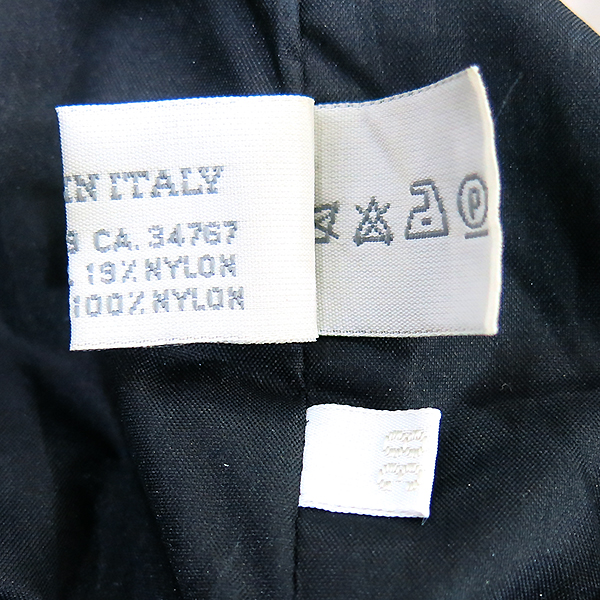 IN ITALY
CA. 34767
19% NYLON
100% NYLON
P